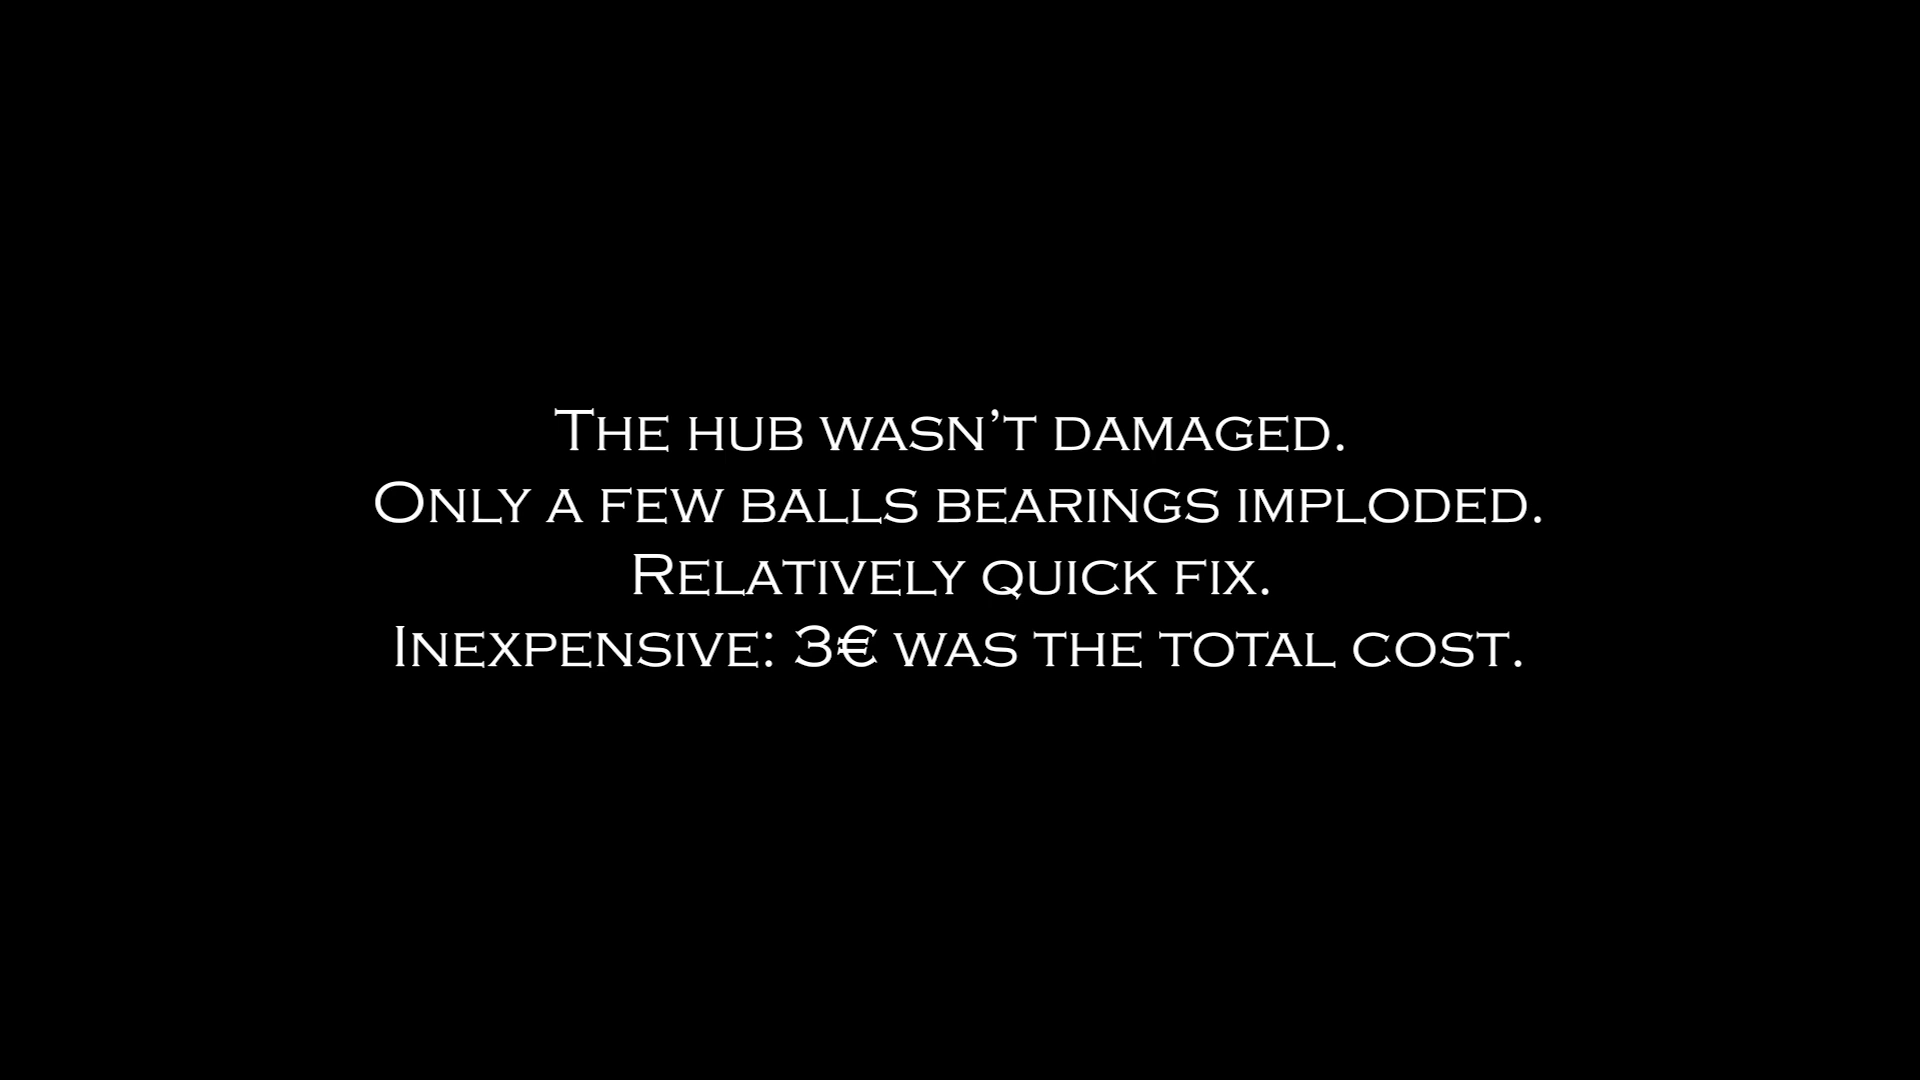 The hub wasn’t damaged.
Only a few balls bearings imploded.
Relatively quick fix.
Inexpensive: 3€ was the total cost.